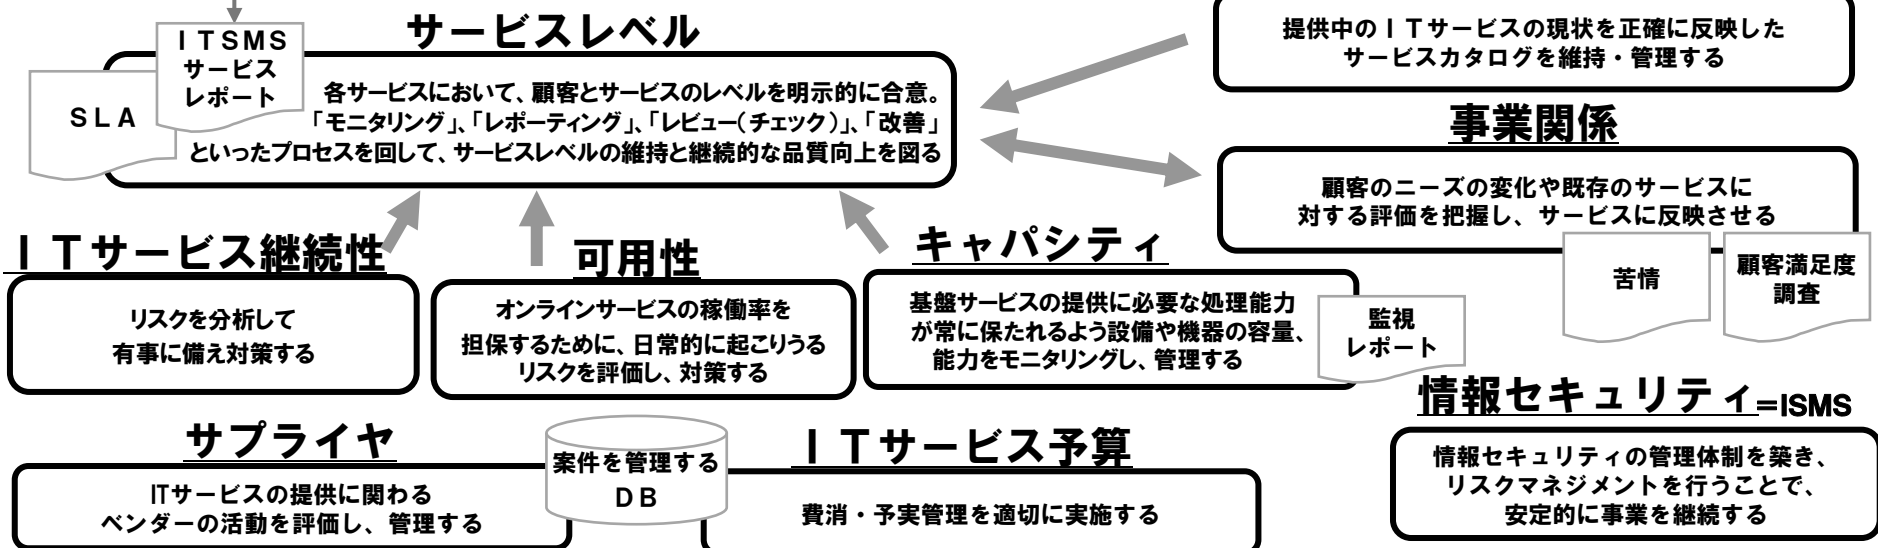 サービスレベル
ＩＴＳＭＳ
サービス
レポート
ＳＬＡ
各サービスにおいて、顧客とサービスのレベルを明示的に合意。
「モニタリング」、「レポーティング」、「レビュー（チェック）」、「改善」
といったプロセスを回して、サービスレベルの維持と継続的な品質向上を図る
提供中のＩＴサービスの現状を正確に反映した
サービスカタログを維持・管理する
事業関係
顧客のニーズの変化や既存のサービスに
対する評価を把握し、サービスに反映させる
苦情
顧客満足度
調査
ＩＴサービス継続性
リスクを分析して
有事に備え対策する
可用性
オンラインサービスの稼働率を
担保するために、日常的に起こりうる
リスクを評価し、対策する
キャパシティ
基盤サービスの提供に必要な処理能力
が常に保たれるよう設備や機器の容量、
能力をモニタリングし、管理する
監視
レポート
サプライヤ
ITサービスの提供に関わる
ベンダーの活動を評価し、管理する
案件を管理する
ＤＢ
ＩＴサービス予算
費消・予実管理を適切に実施する
情報セキュリティ=ISMS
情報セキュリティの管理体制を築き、
リスクマネジメントを行うことで、
安定的に事業を継続する